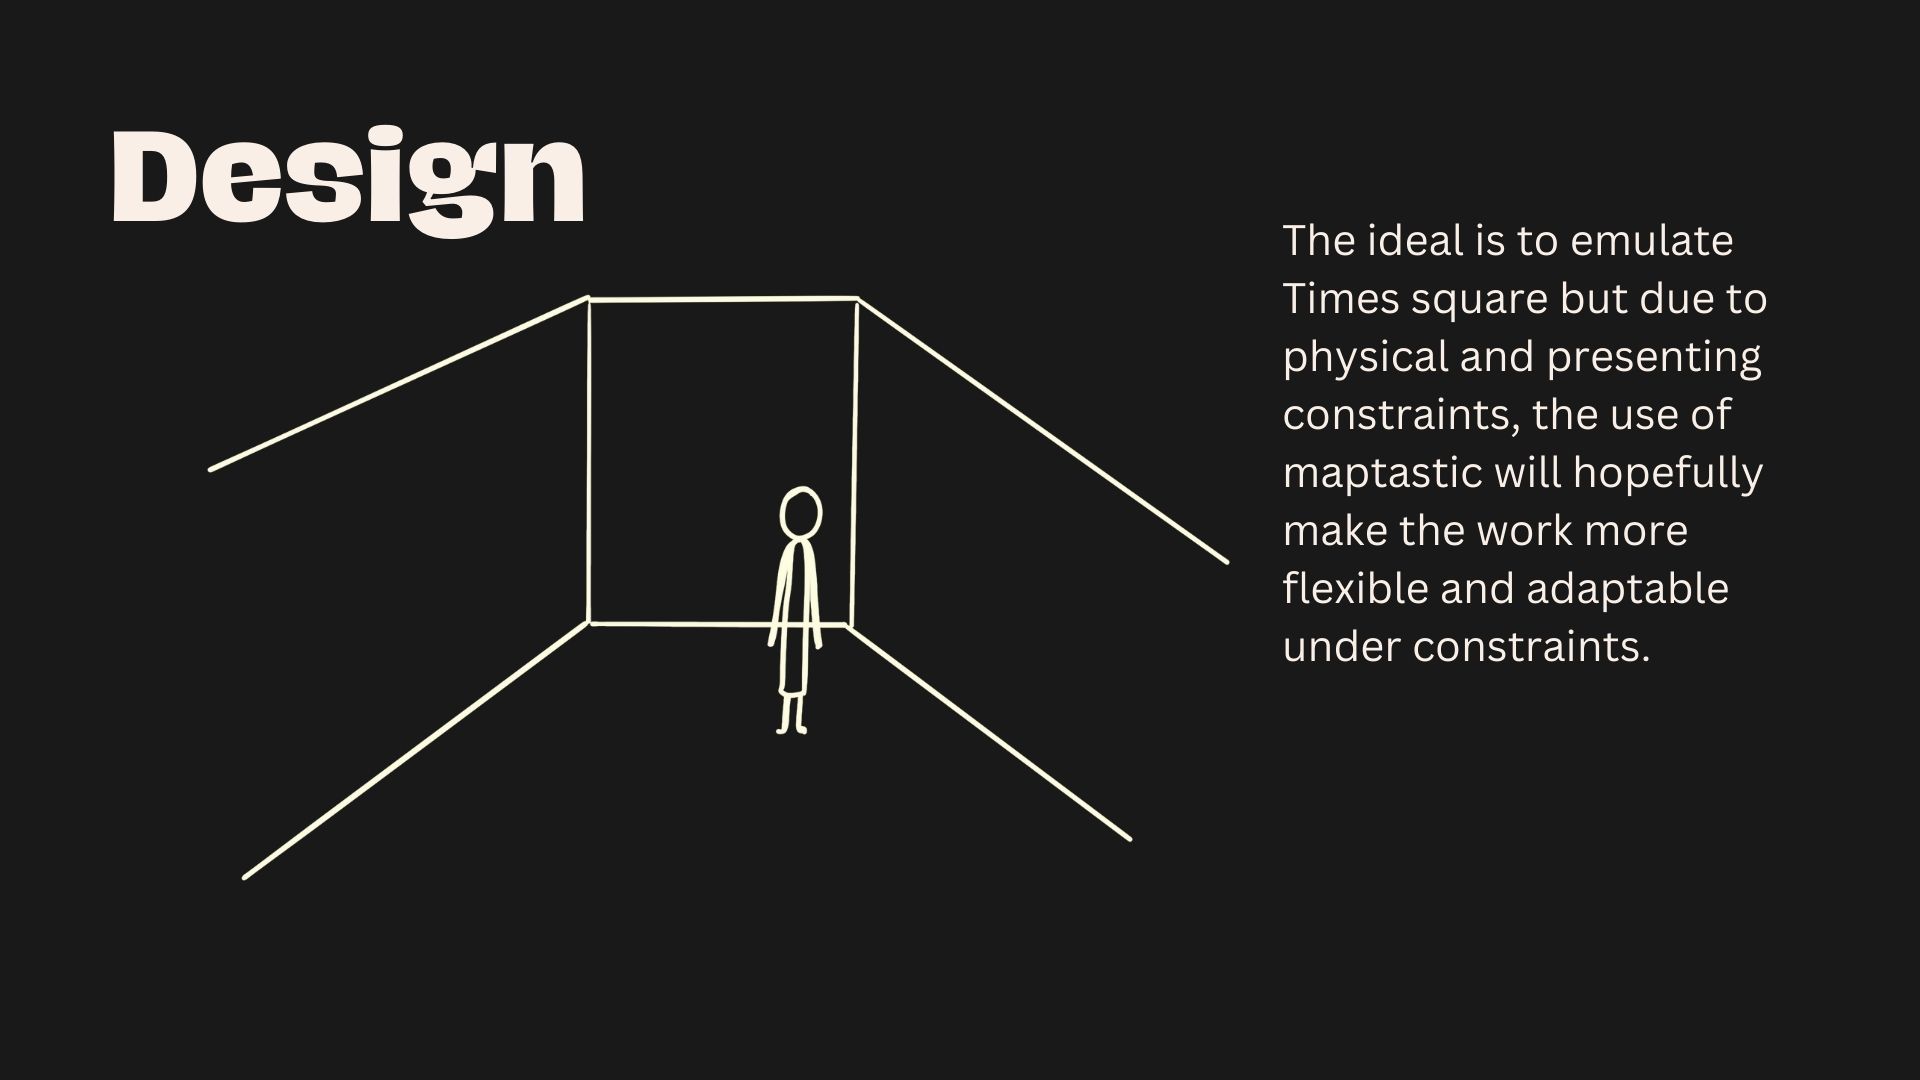 Design
The ideal is to emulate
Times square but due to
physical and presenting
constraints, the use of
maptastic will hopefully
make the work more
flexible and adaptable
under constraints.